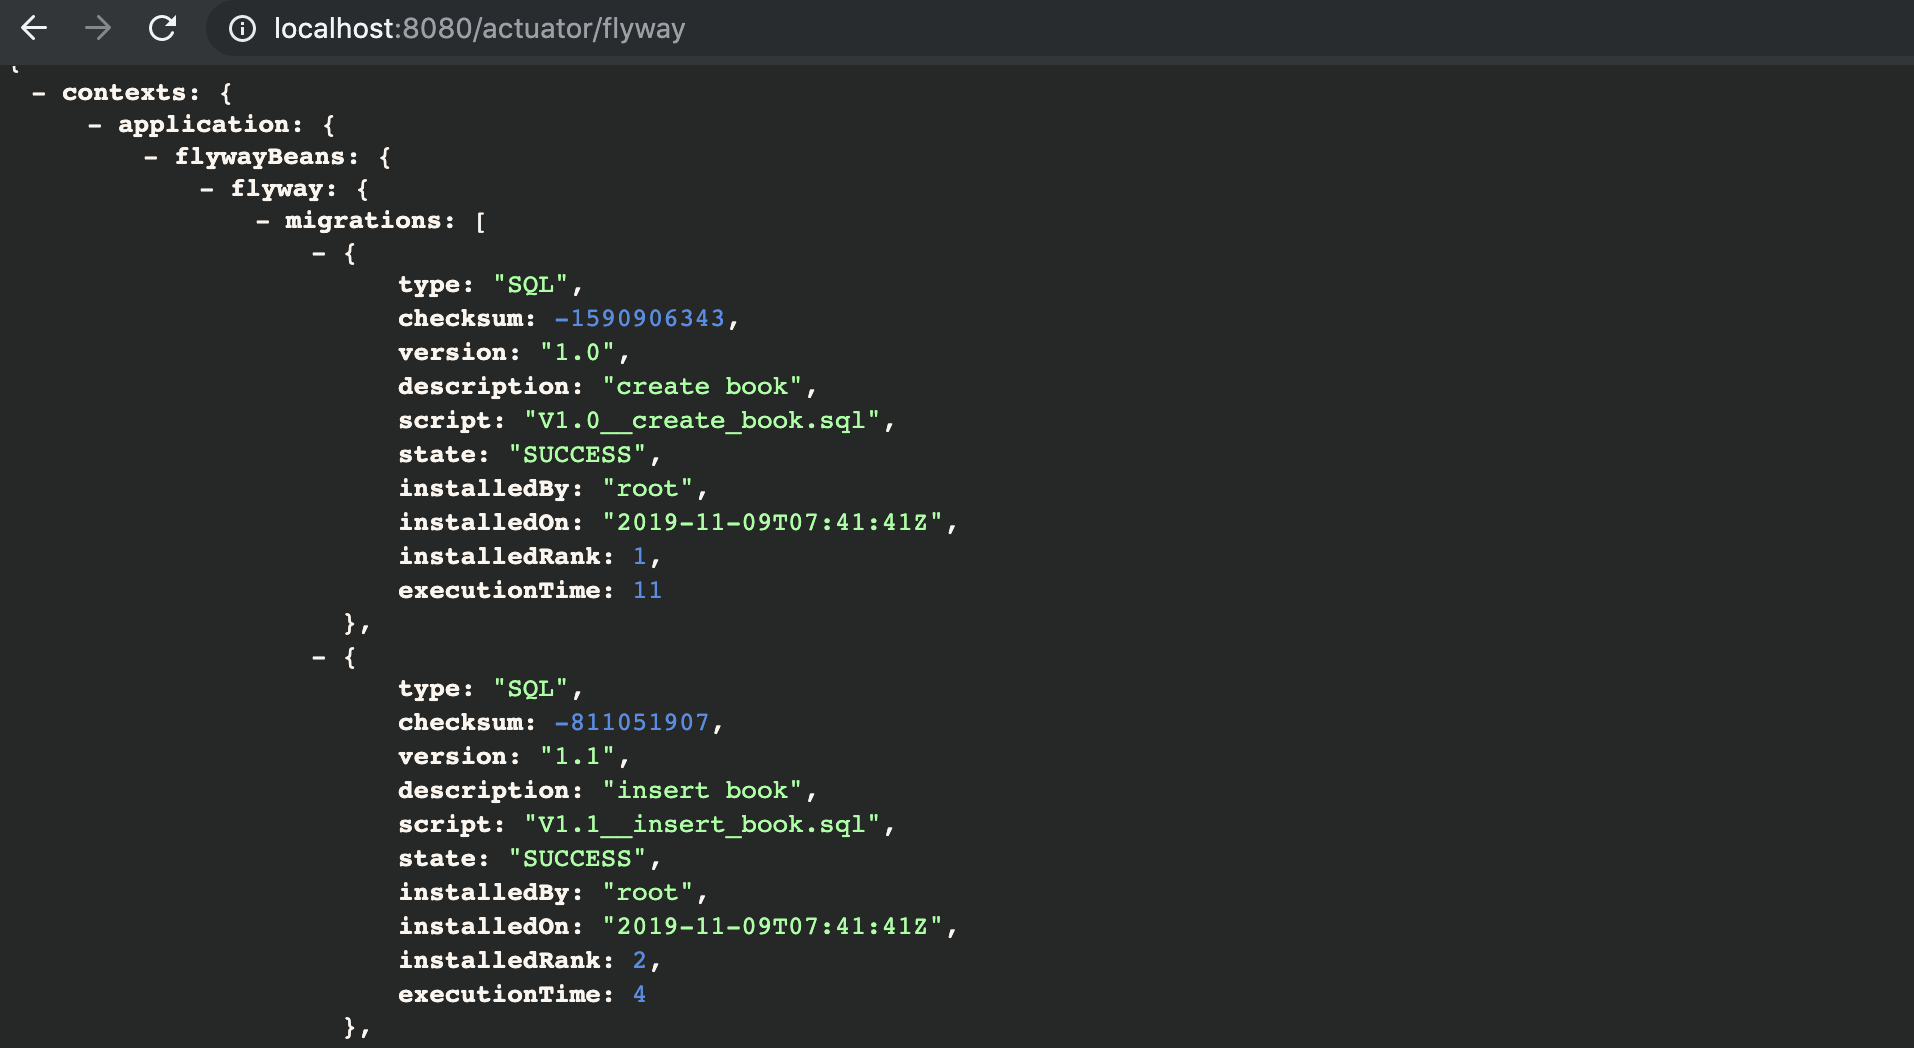 localhost:8080/actuator/flyway
{
- contexts: {
- application: {
- flywayBeans: {
- flyway: {
- migrations: [
- {
type: "SQL",
checksum: -1590906343,
version: "1.0",
description: "create book",
script: "V1.0__create_book.sql",
state: "SUCCESS",
installedBy: "root",
installedOn: "2019-11-09T07:41:41Z",
installedRank: 1,
executionTime: 11
},
- {
type: "SQL",
checksum: -811051907,
version: "1.1",
description: "insert book",
script: "V1.1__insert_book.sql",
state: "SUCCESS",
installedBy: "root",
installedOn: "2019-11-09T07:41:41Z",
installedRank: 2,
executionTime: 4
},